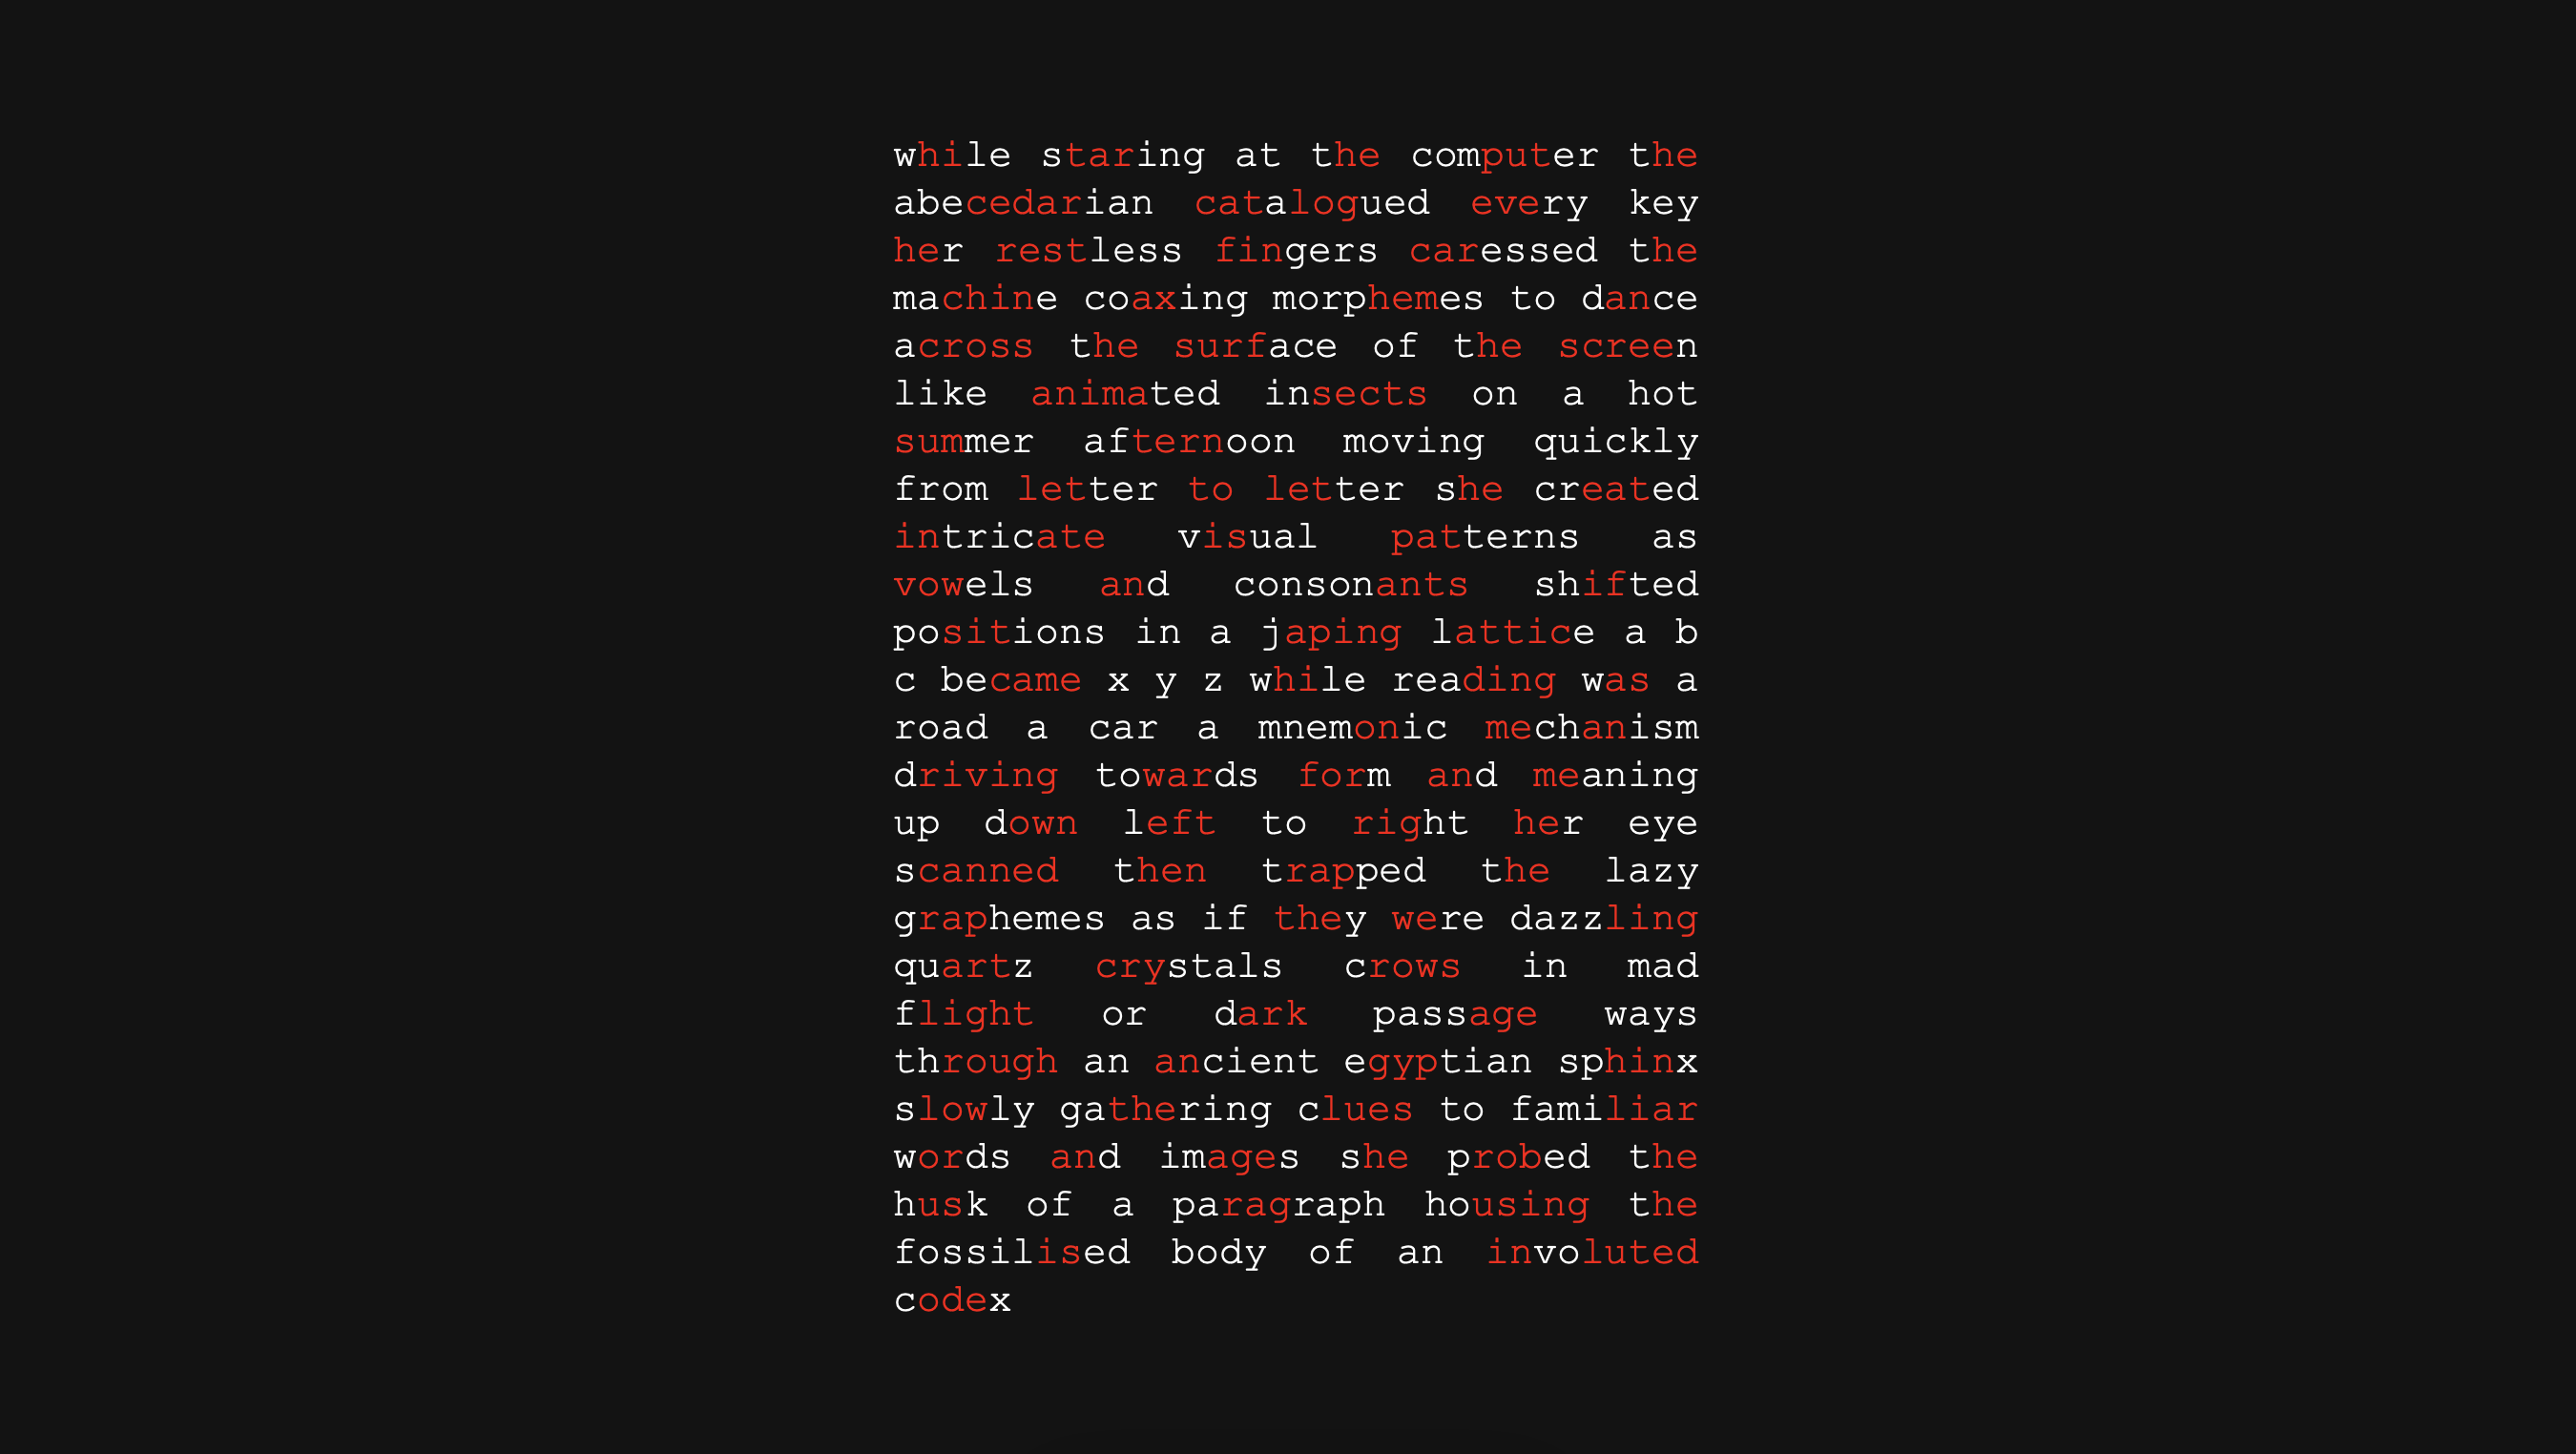 while staring at the computer the
abecedarian catalogued every key
her restless fingers caressed the
machine coaxing morphemes to dance
across the surface of the screen
like animated insects on a hot
summer afternoon moving quickly
from letter to letter she created
intricate visual patterns as
vowels and consonants shifted
positions in a japing lattice a b
c became x y z while reading was a
road a car a mnemonic mechanism
driving towards form and meaning
up down left to right her eye
scanned then trapped the lazy
graphemes as if they were dazzling
quartz crystals crows in mad
flight or dark passage ways
through an ancient egyptian sphinx
slowly gathering clues to familiar
words and images she probed the
husk of a paragraph housing the
fossilised body of an involuted
codex